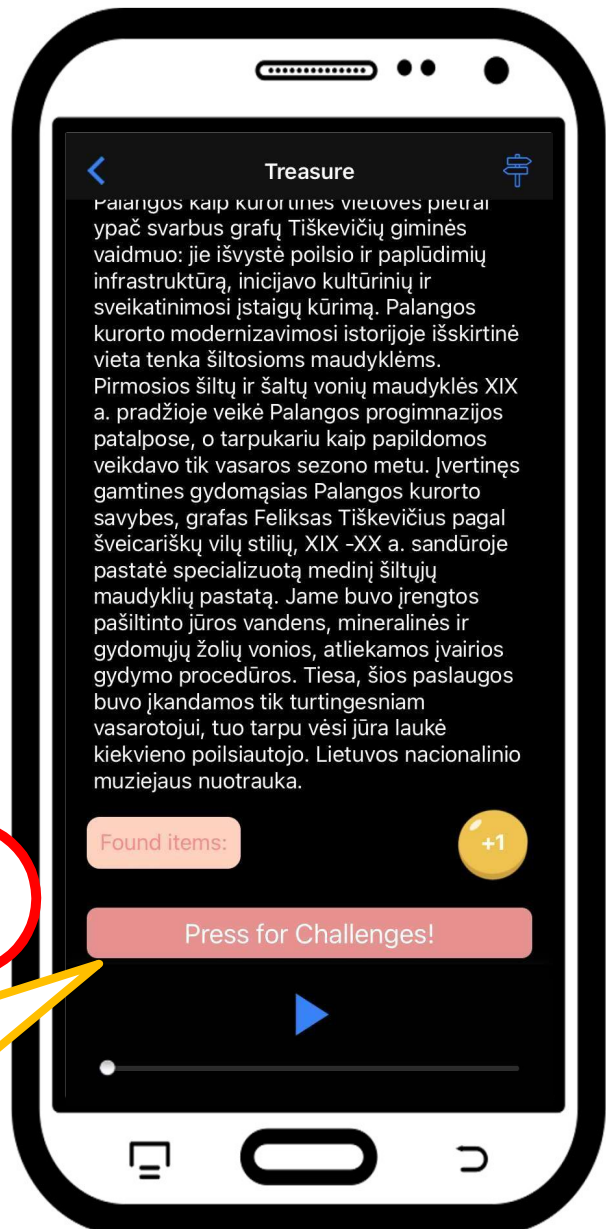 Treasure
Palangos kaip kurortinės vietovės plėtrai
ypač svarbus grafų Tiškevičių giminės
vaidmuo: jie išvystė poilsio ir paplūdimių
infrastruktūrą, inicijavo kultūrinių ir
sveikatinimosi įstaigų kūrimą. Palangos
kurorto modernizavimosi istorijoje išskirtinė
vieta tenka šiltosioms maudyklėms.
Pirmosios šiltų ir šaltų vonių maudyklės XIX
a. pradžioje veikė Palangos progimnazijos
patalpose, o tarpukariu kaip papildomos
veikdavo tik vasaros sezono metu. Įvertinęs
gamtines gydomąsias Palangos kurorto
savybes, grafas Feliksas Tiškevičius pagal
šveicariškų vilų stilių, XIX -XX a. sandūroje
pastatė specializuotą medinį šiltųjų
maudyklių pastatą. Jame buvo įrengtos
pašiltinto jūros vandens, mineralinės ir
gydomųjų žolių vonios, atliekamos įvairios
gydymo procedūros. Tiesa, šios paslaugos
buvo įkandamos tik turtingesniam
vasarotojui, tuo tarpu vėsi jūra laukė
kiekvieno poilsiautojo. Lietuvos nacionalinio
muziejaus nuotrauka.
Found items:
+1
Press for Challenges!